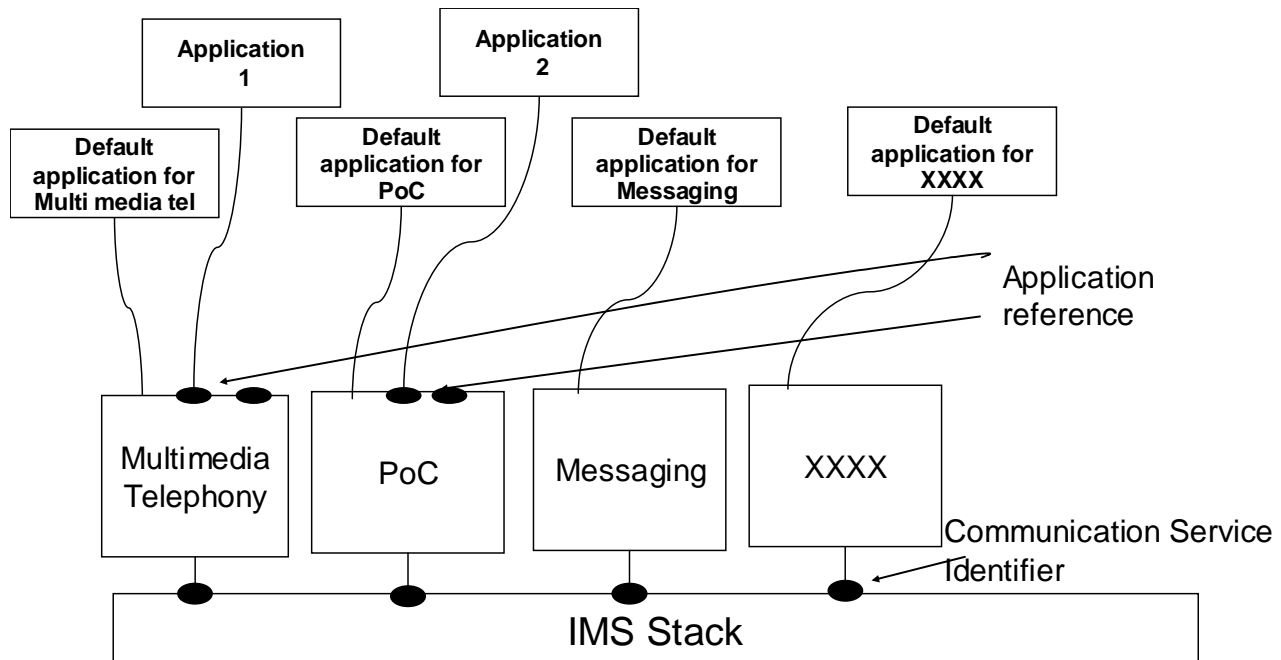 Application
1
Application
2
Default
application for
Multi media tel
Default
application for
PoC
Default
application for
Messaging
Default
application for
XXXX
Application
reference
Multimedia
Telephony
PoC
Messaging
XXXX
Communication Service
Identifier
IMS Stack